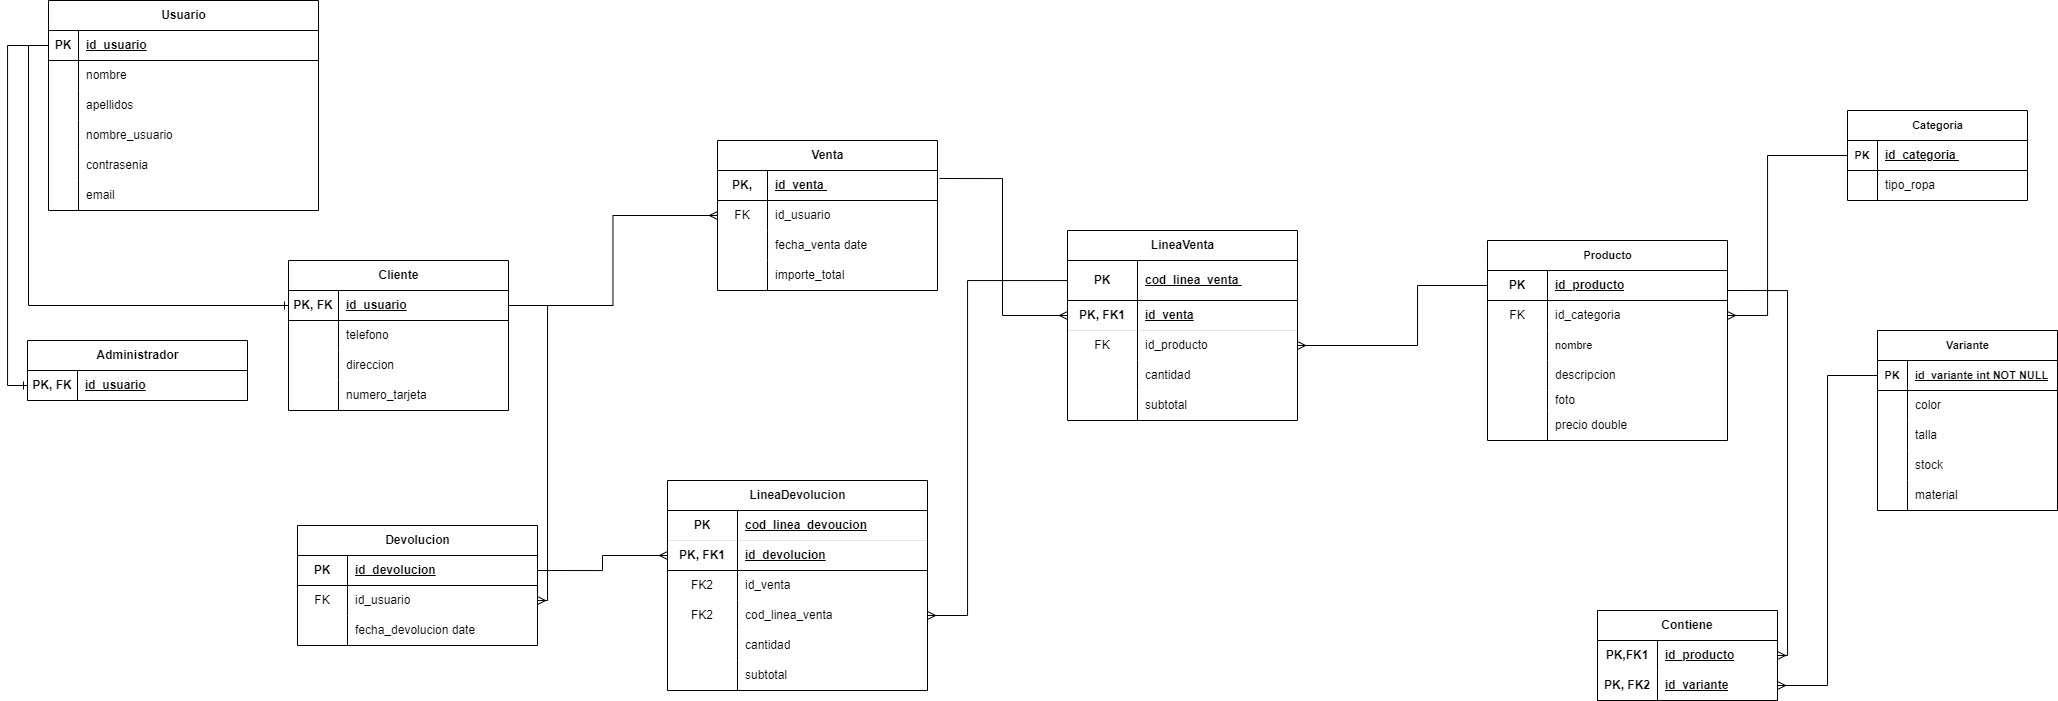 Usuario
PK id_usuario
nombre
apellidos
nombre_usuario
contrasenia
email
Cliente
PK, FK id_usuario
telefono
direccion
numero_tarjeta
Administrador
PK, FK id_usuario
Venta
PK, id_venta
FK id_usuario
fecha_venta date
importe_total
Devolucion
PK id_devolucion
FK id_usuario
fecha_devolucion date
LineaDevolucion
PK cod_linea_devoucion
PK, FK1 id_devolucion
FK2 id_venta
FK2 cod_linea_venta
cantidad
subtotal
LineaVenta
PK cod_linea_venta
PK, FK1 id_venta
FK id_producto
cantidad
subtotal
Producto
PK id_producto
FK id_categoria
nombre
descripcion
foto
precio double
Categoria
PK id_categoria
tipo_ropa
Variante
PK id_variante int NOT NULL
color
talla
stock
material
Contiene
PK,FK1 id_producto
PK, FK2 id_variante